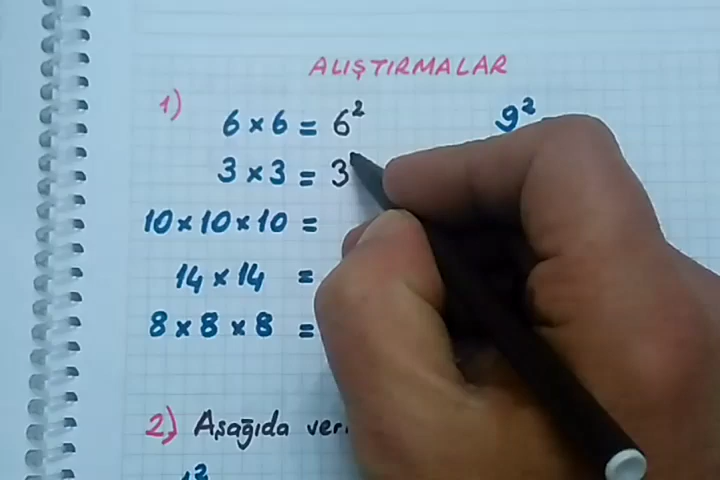 ALIŞTIRMALAR
1)
6 × 6 = 6² 9²
3 × 3 = 3
10 × 10 × 10 =
14 × 14 =
8 × 8 × 8 =
2) Aşağıda